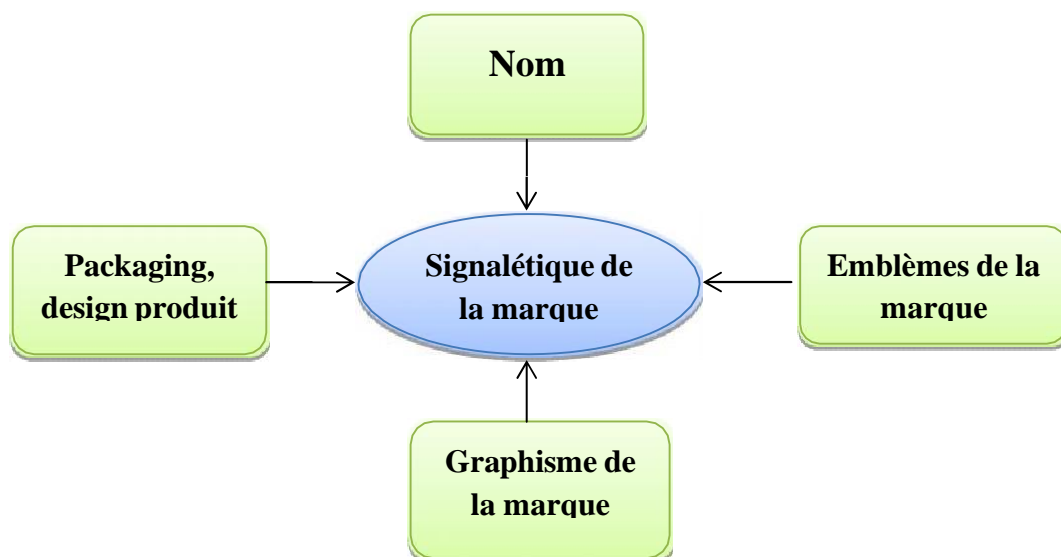 Nom
Packaging,
design produit
Signalétique de
la marque
Emblèmes de la
marque
Graphisme de
la marque